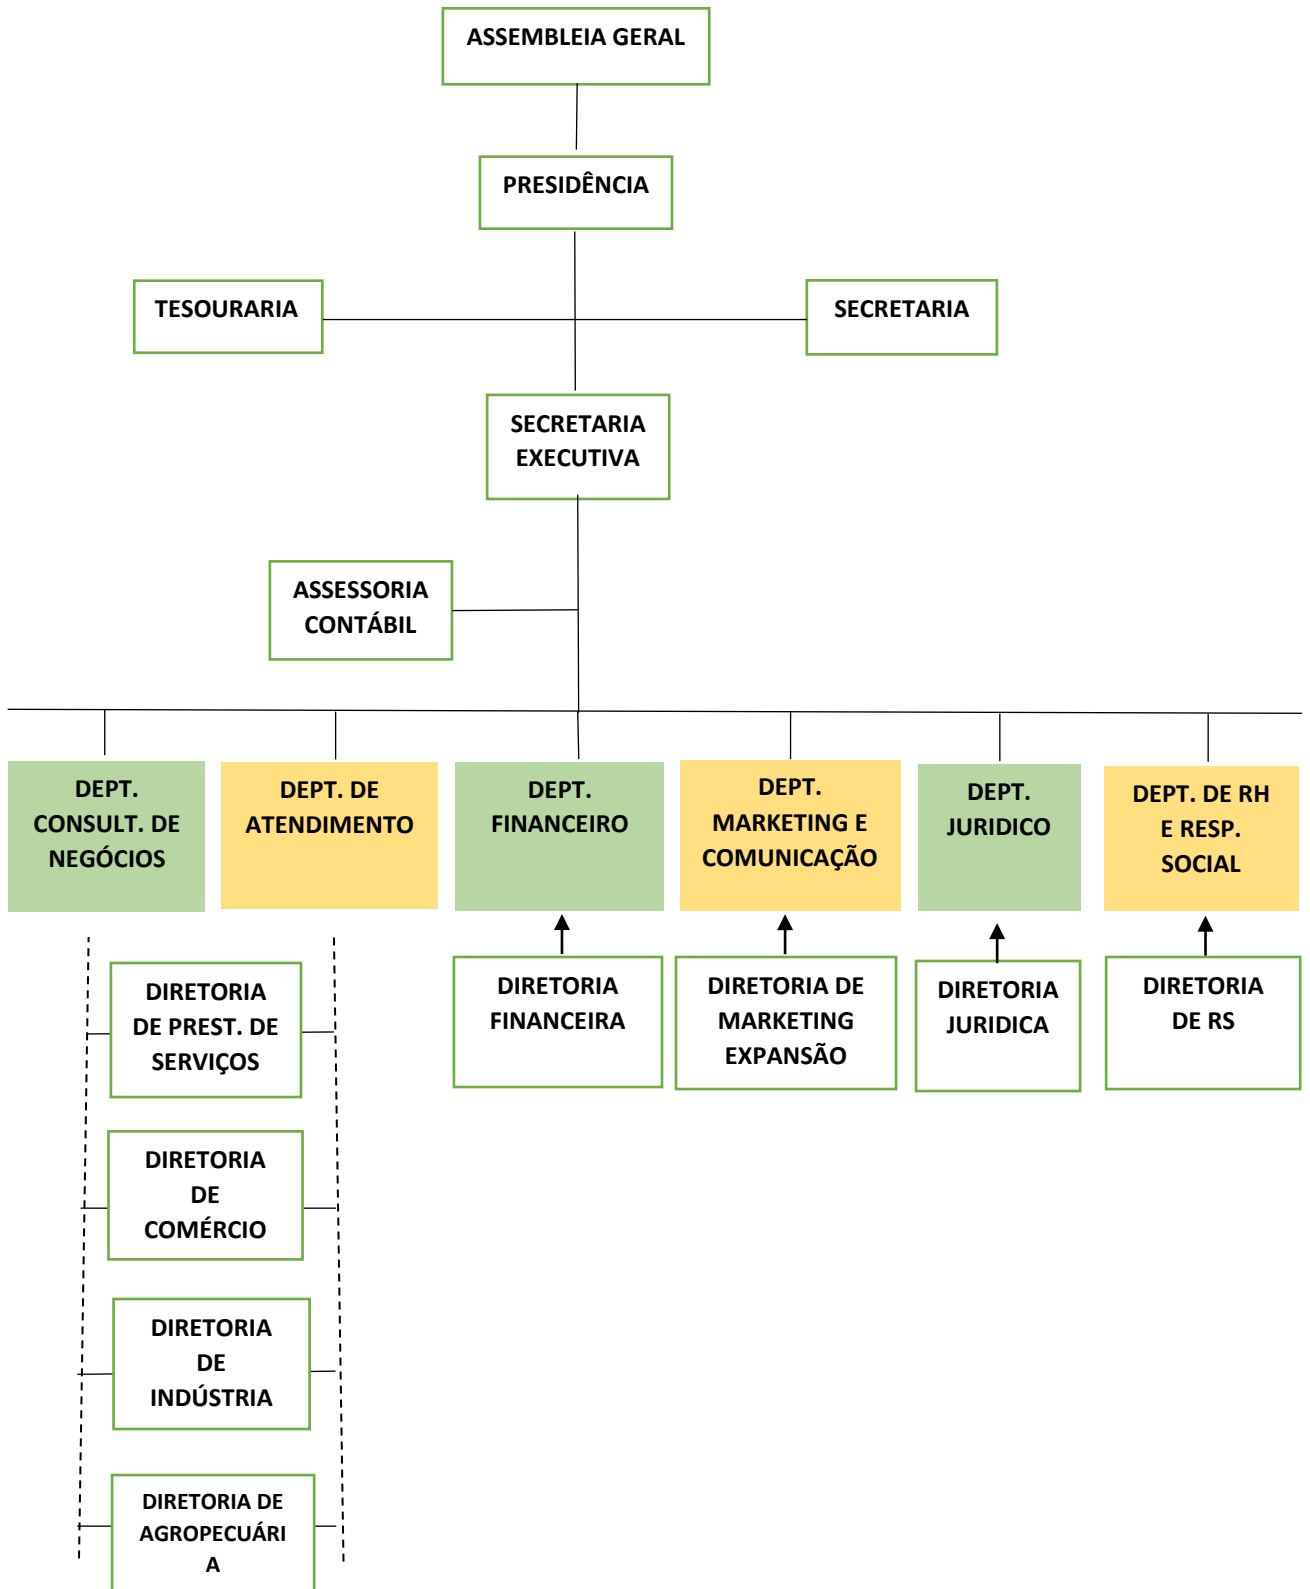 ASSEMBLEIA GERAL
PRESIDÊNCIA
TESOURARIA
SECRETARIA
SECRETARIA
EXECUTIVA
ASSESSORIA
CONTÁBIL
DEPT.
CONSULT. DE
NEGÓCIOS
DEPT. DE
ATENDIMENTO
DEPT.
FINANCEIRO
DEPT.
MARKETING E
COMUNICAÇÃO
DEPT.
JURIDICO
DEPT. DE RH
E RESP.
SOCIAL
DIRETORIA
DE PREST. DE
SERVIÇOS
DIRETORIA
FINANCEIRA
DIRETORIA DE
MARKETING
EXPANSÃO
DIRETORIA
JURIDICA
DIRETORIA
DE RS
DIRETORIA
DE
COMÉRCIO
DIRETORIA
DE
INDÚSTRIA
DIRETORIA DE
AGROPECUÁRI
A